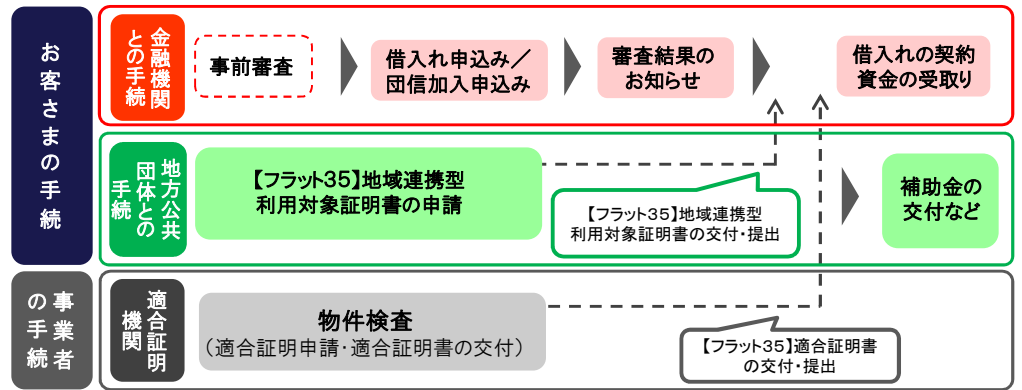 お客さまの手続
金融機関
との手続
事前審査
借入れ申込み／
団信加入申込み
審査結果の
お知らせ
借入れの契約
資金の受取り
地方公共
団体との
手続
【フラット35】地域連携型
利用対象証明書の申請
【フラット35】地域連携型
利用対象証明書の交付・提出
補助金の
交付など
事業者
の手続
適合証明
機関
物件検査
（適合証明申請・適合証明書の交付）
【フラット35】適合証明書
の交付・提出